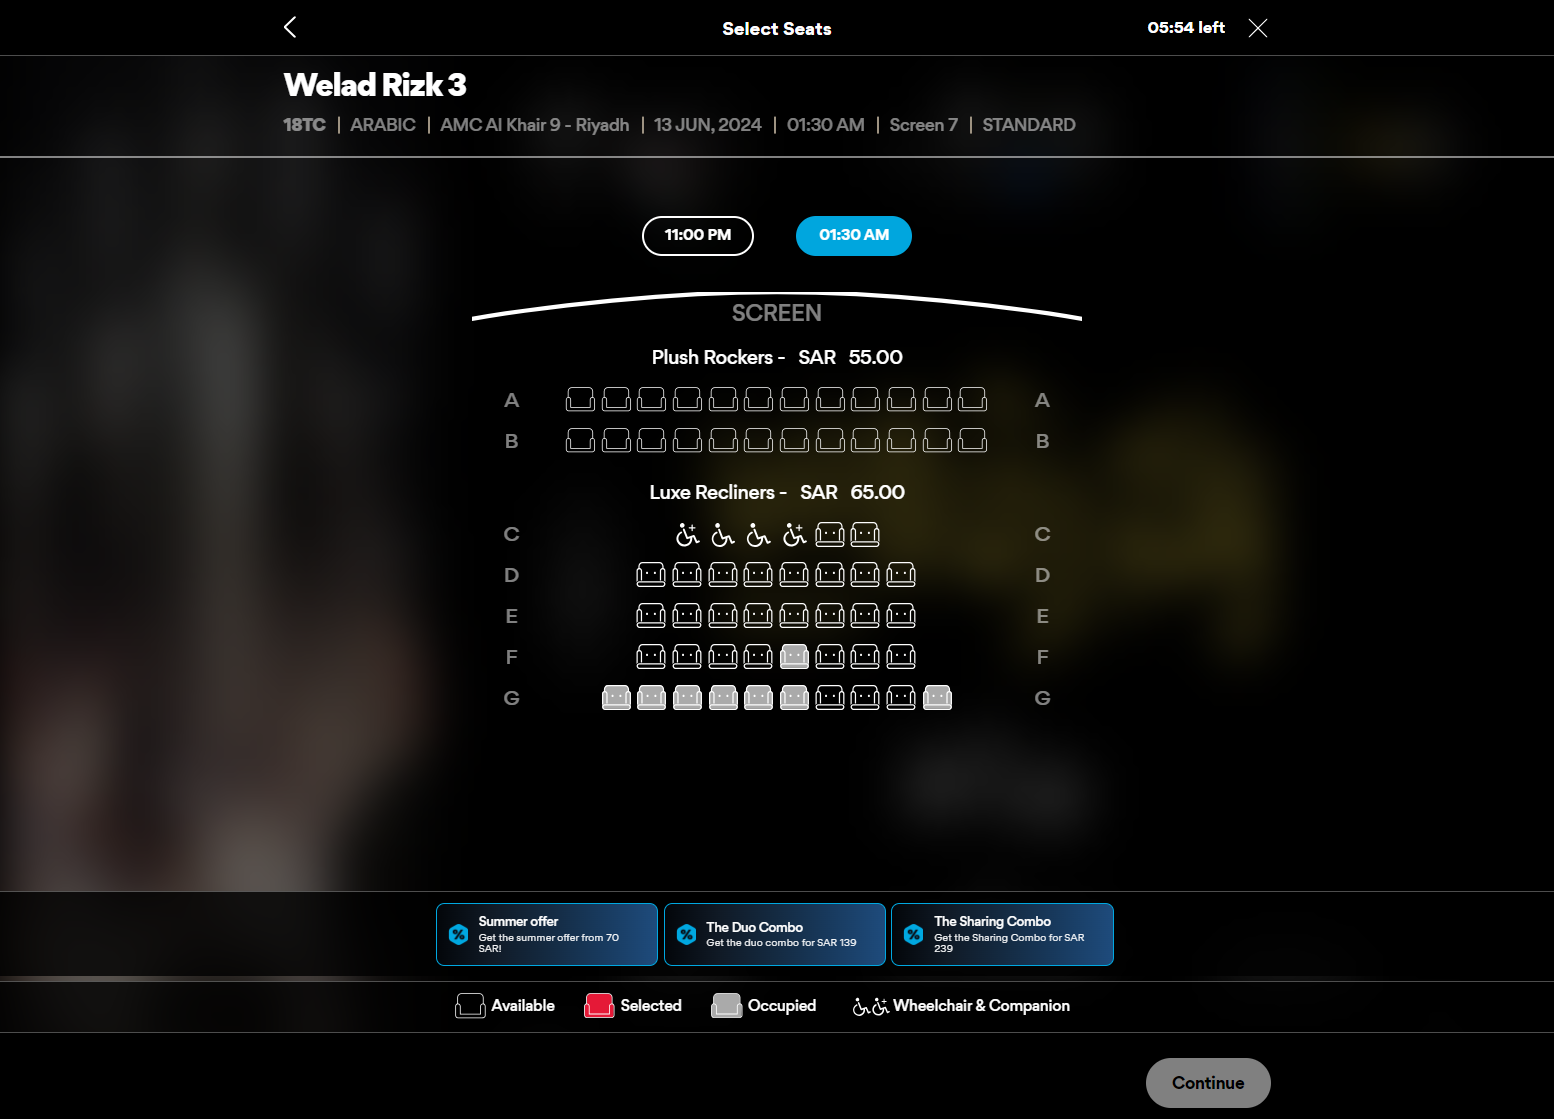 Select Seats
05:54 left
Welad Rizk 3
18TC | ARABIC | AMC Al Khair 9 - Riyadh | 13 JUN, 2024 | 01:30 AM | Screen 7 | STANDARD
11:00 PM
01:30 AM
SCREEN
Plush Rockers - SAR 55.00
A A
B B
Luxe Recliners - SAR 65.00
C C
D D
E E
F F
G G
Summer offer
Get the summer offer from 70
SAR!
The Duo Combo
Get the duo combo for SAR 139
The Sharing Combo
Get the Sharing Combo for SAR
239
Available
Selected
Occupied
Wheelchair & Companion
Continue